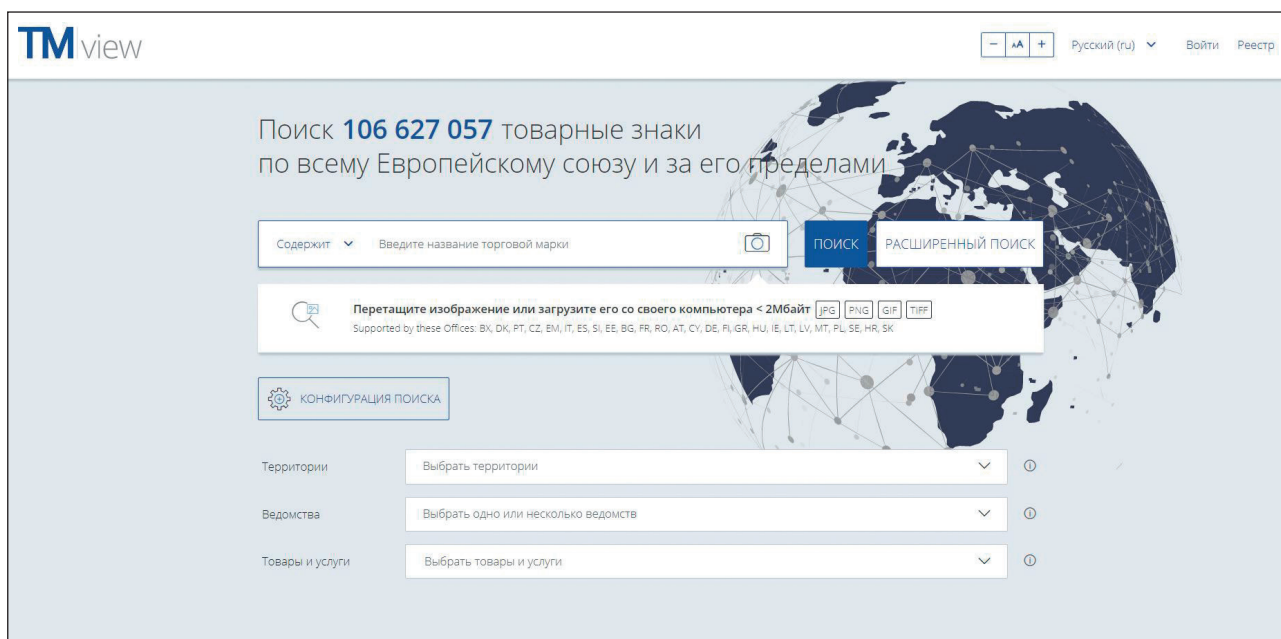 TMview
− AA + Русский (ru) Войти Реестр
Поиск 106 627 057 товарные знаки
по всему Европейскому союзу и за его пределами
Содержит Введите название торговой марки ПОИСК РАСШИРЕННЫЙ ПОИСК
Перетащите изображение или загрузите его со своего компьютера < 2Мбайт JPG PNG GIF TIFF
Supported by these Offices: BX, DK, PT, CZ, EM, IT, ES, SI, EE, BG, FR, RO, AT, CY, DE, FI, GR, HU, IE, LT, LV, MT, PL, SE, HR, SK
КОНФИГУРАЦИЯ ПОИСКА
Территории Выбрать территории
Ведомства Выбрать одно или несколько ведомств
Товары и услуги Выбрать товары и услуги